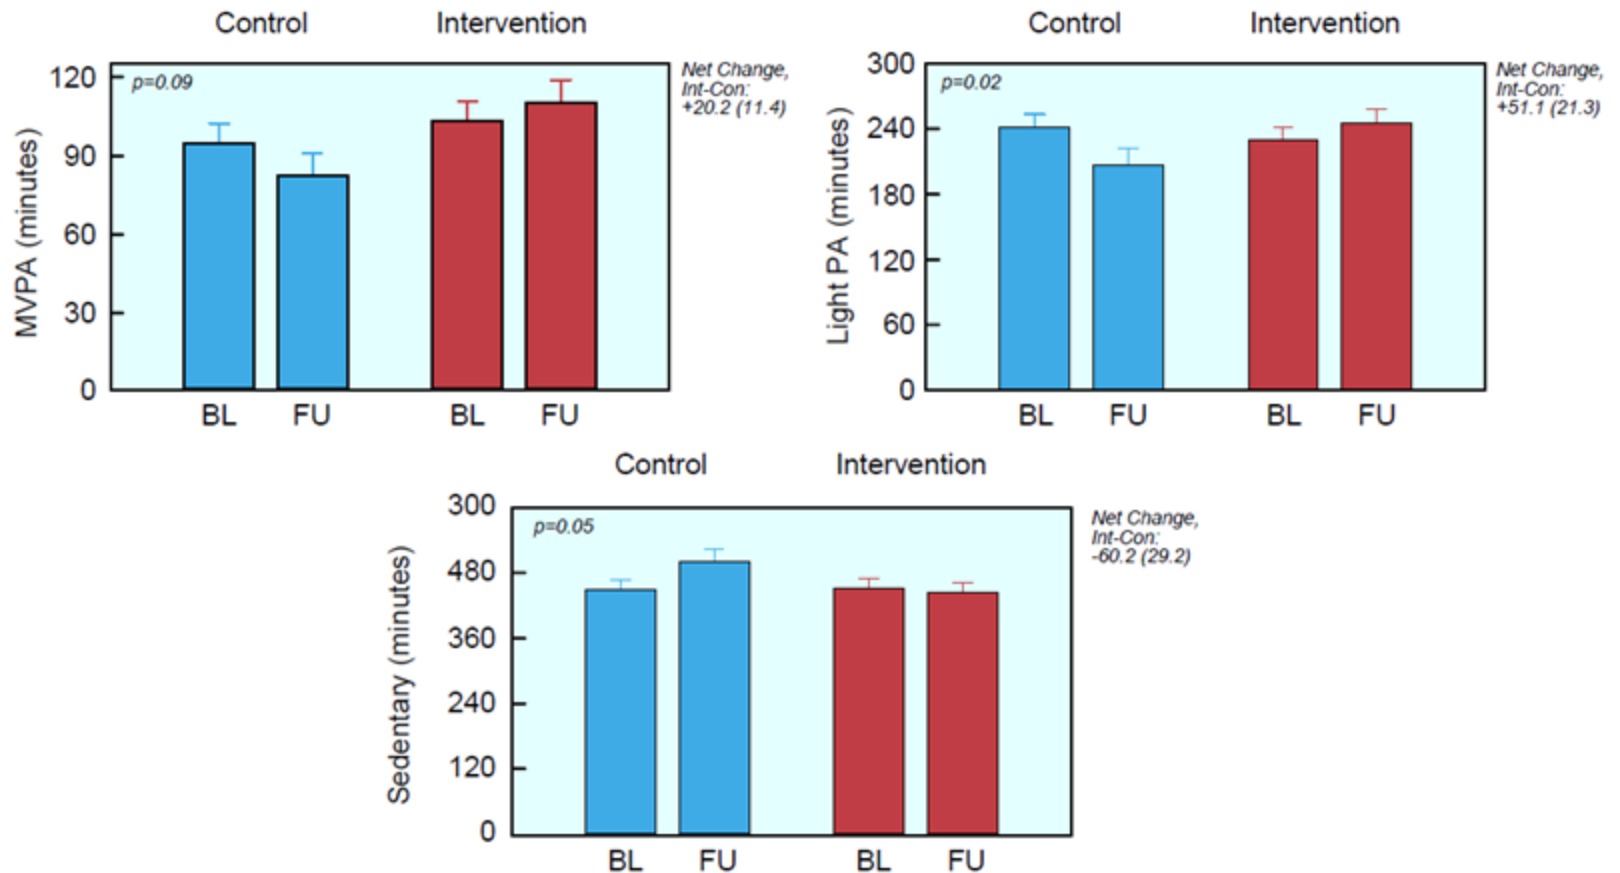 Control Intervention
120
90
60
30
0
MVPA (minutes)
p=0.09
Net Change,
Int-Con:
+20.2 (11.4)
BL FU BL FU
Control Intervention
300
240
180
120
60
0
Light PA (minutes)
p=0.02
Net Change,
Int-Con:
+51.1 (21.3)
BL FU BL FU
Control Intervention
300
480
360
240
120
0
Sedentary (minutes)
p=0.05
Net Change,
Int-Con:
-60.2 (29.2)
BL FU BL FU